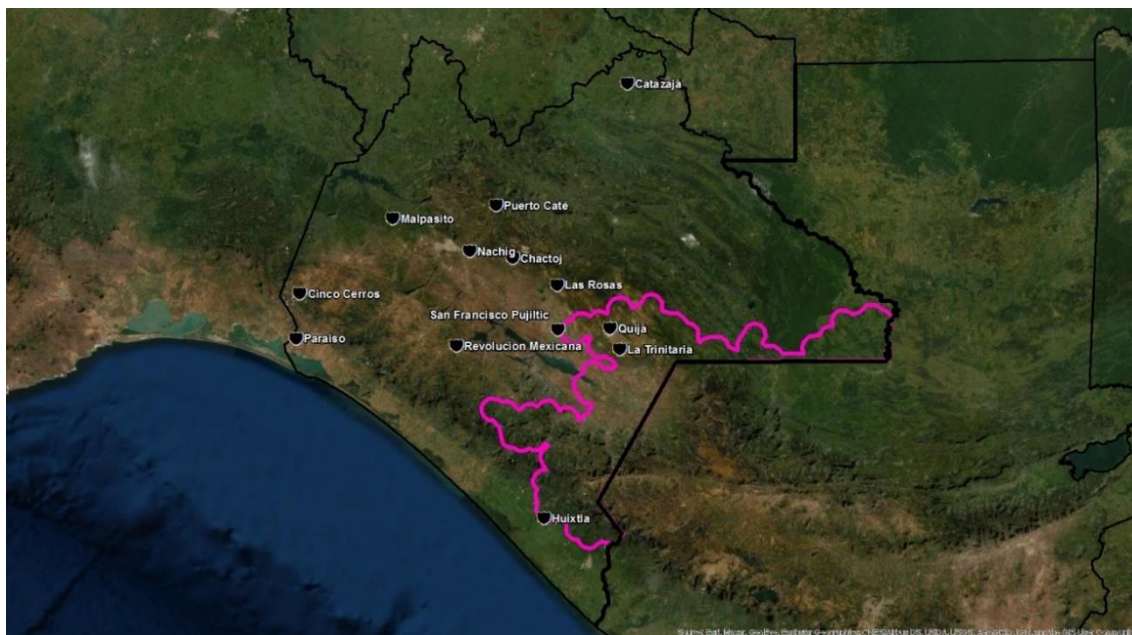 Catazajá
Puerto Caté
Malpasito
Nachig
Chactoj
Las Rosas
Cinco Cerros
San Francisco Pujiltic
Quijá
Paraiso
Revolucion Mexicana
La Trinitaria
Huixtla